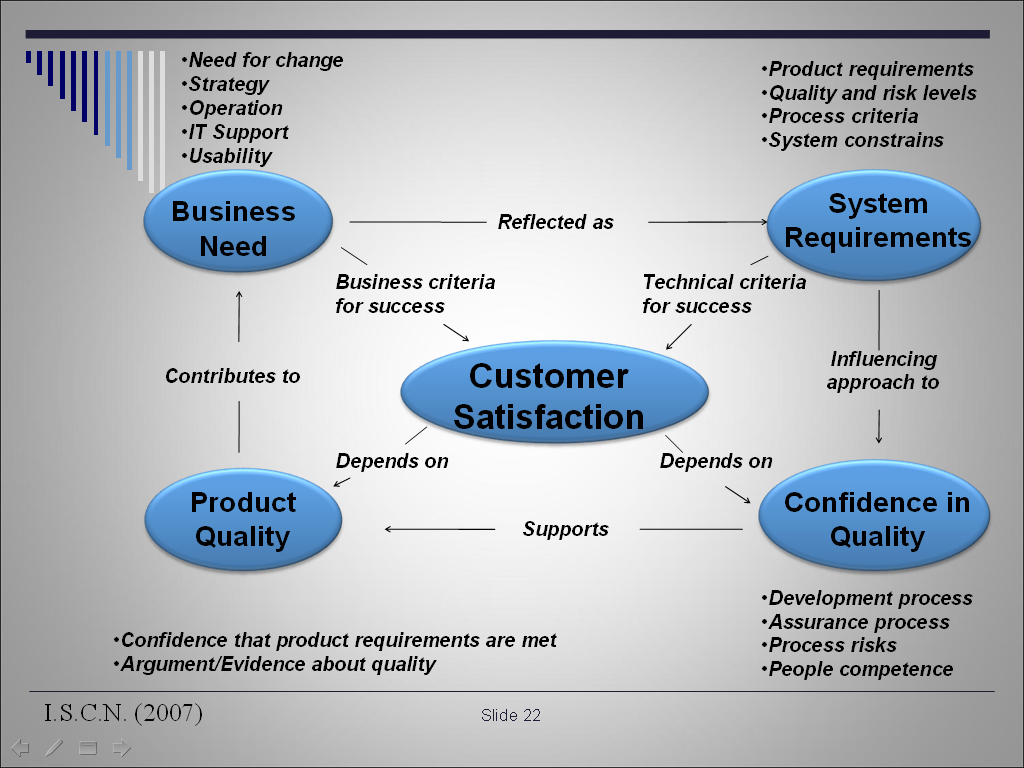 •Need for change
•Strategy
•Operation
•IT Support
•Usability
•Product requirements
•Quality and risk levels
•Process criteria
•System constrains
Business
Need
Reflected as
System
Requirements
Business criteria
for success
Technical criteria
for success
Contributes to
Customer
Satisfaction
Influencing
approach to
Depends on
Depends on
Product
Quality
Supports
Confidence in
Quality
•Confidence that product requirements are met
•Argument/Evidence about quality
•Development process
•Assurance process
•Process risks
•People competence
I.S.C.N. (2007)
Slide 22